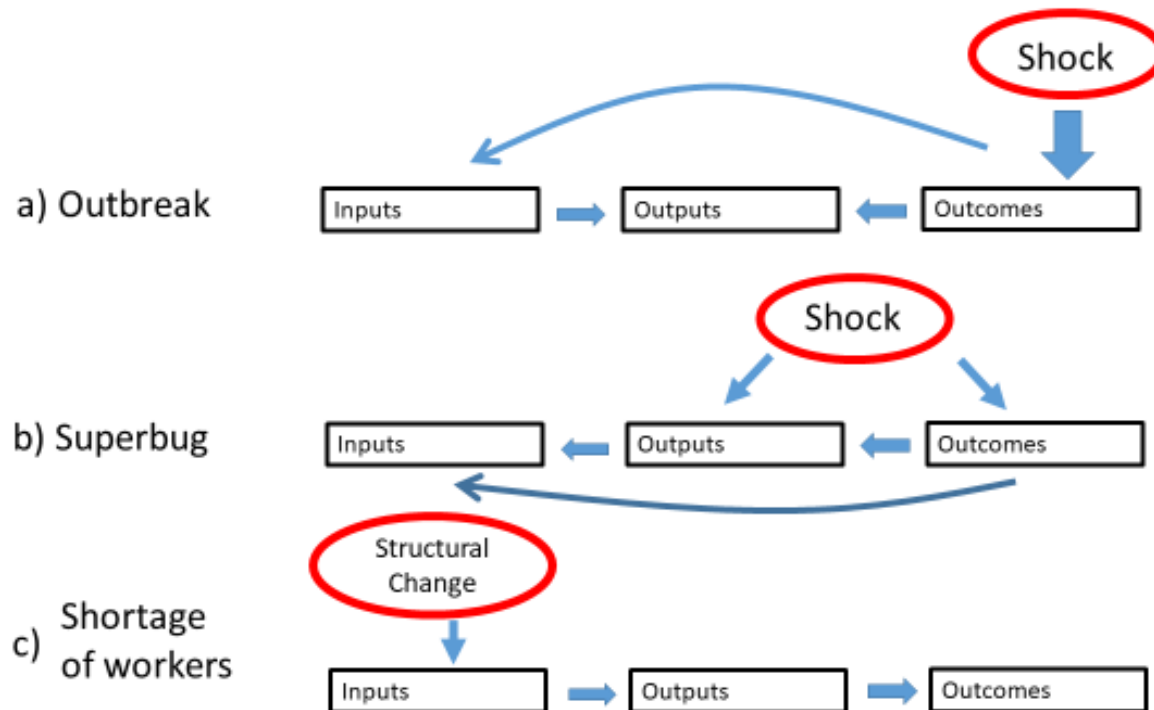 Shock
a) Outbreak
Inputs
Outputs
Outcomes
Shock
b) Superbug
Inputs
Outputs
Outcomes
Structural
Change
c) Shortage
of workers
Inputs
Outputs
Outcomes